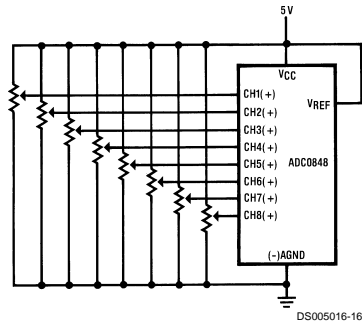 5V
VCC
CH1(+)
VREF
CH2(+)
CH3(+)
CH4(+)
CH5(+)
ADC0848
CH6(+)
CH7(+)
CH8(+)
(-)AGND
DS005016-16